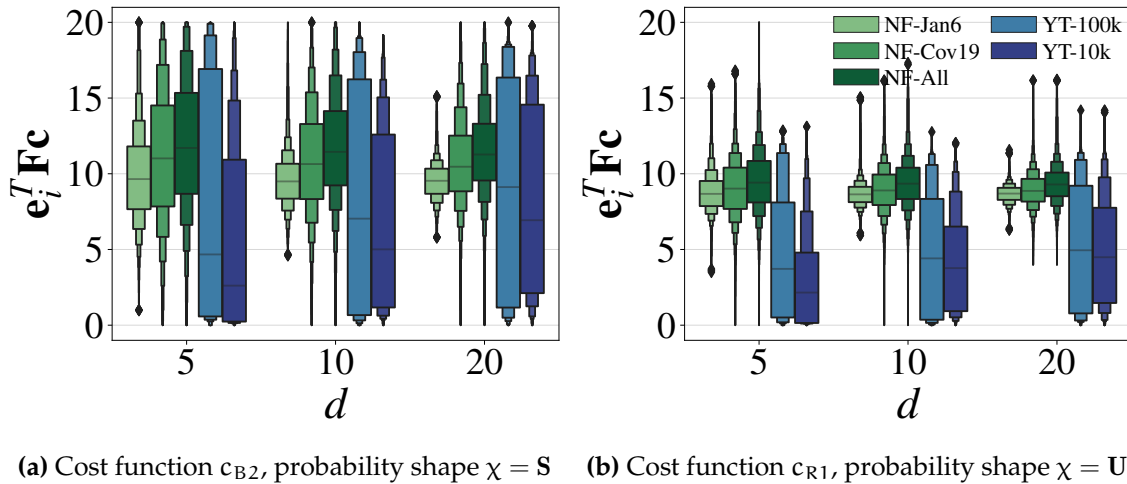 20
15
10
5
0
e_i^T Fc
5 10 20
d
20
15
10
5
0
e_i^T Fc
NF-Jan6
NF-Cov19
NF-All
YT-100k
YT-10k
5 10 20
d
(a) Cost function c_B2, probability shape χ = S
(b) Cost function c_R1, probability shape χ = U